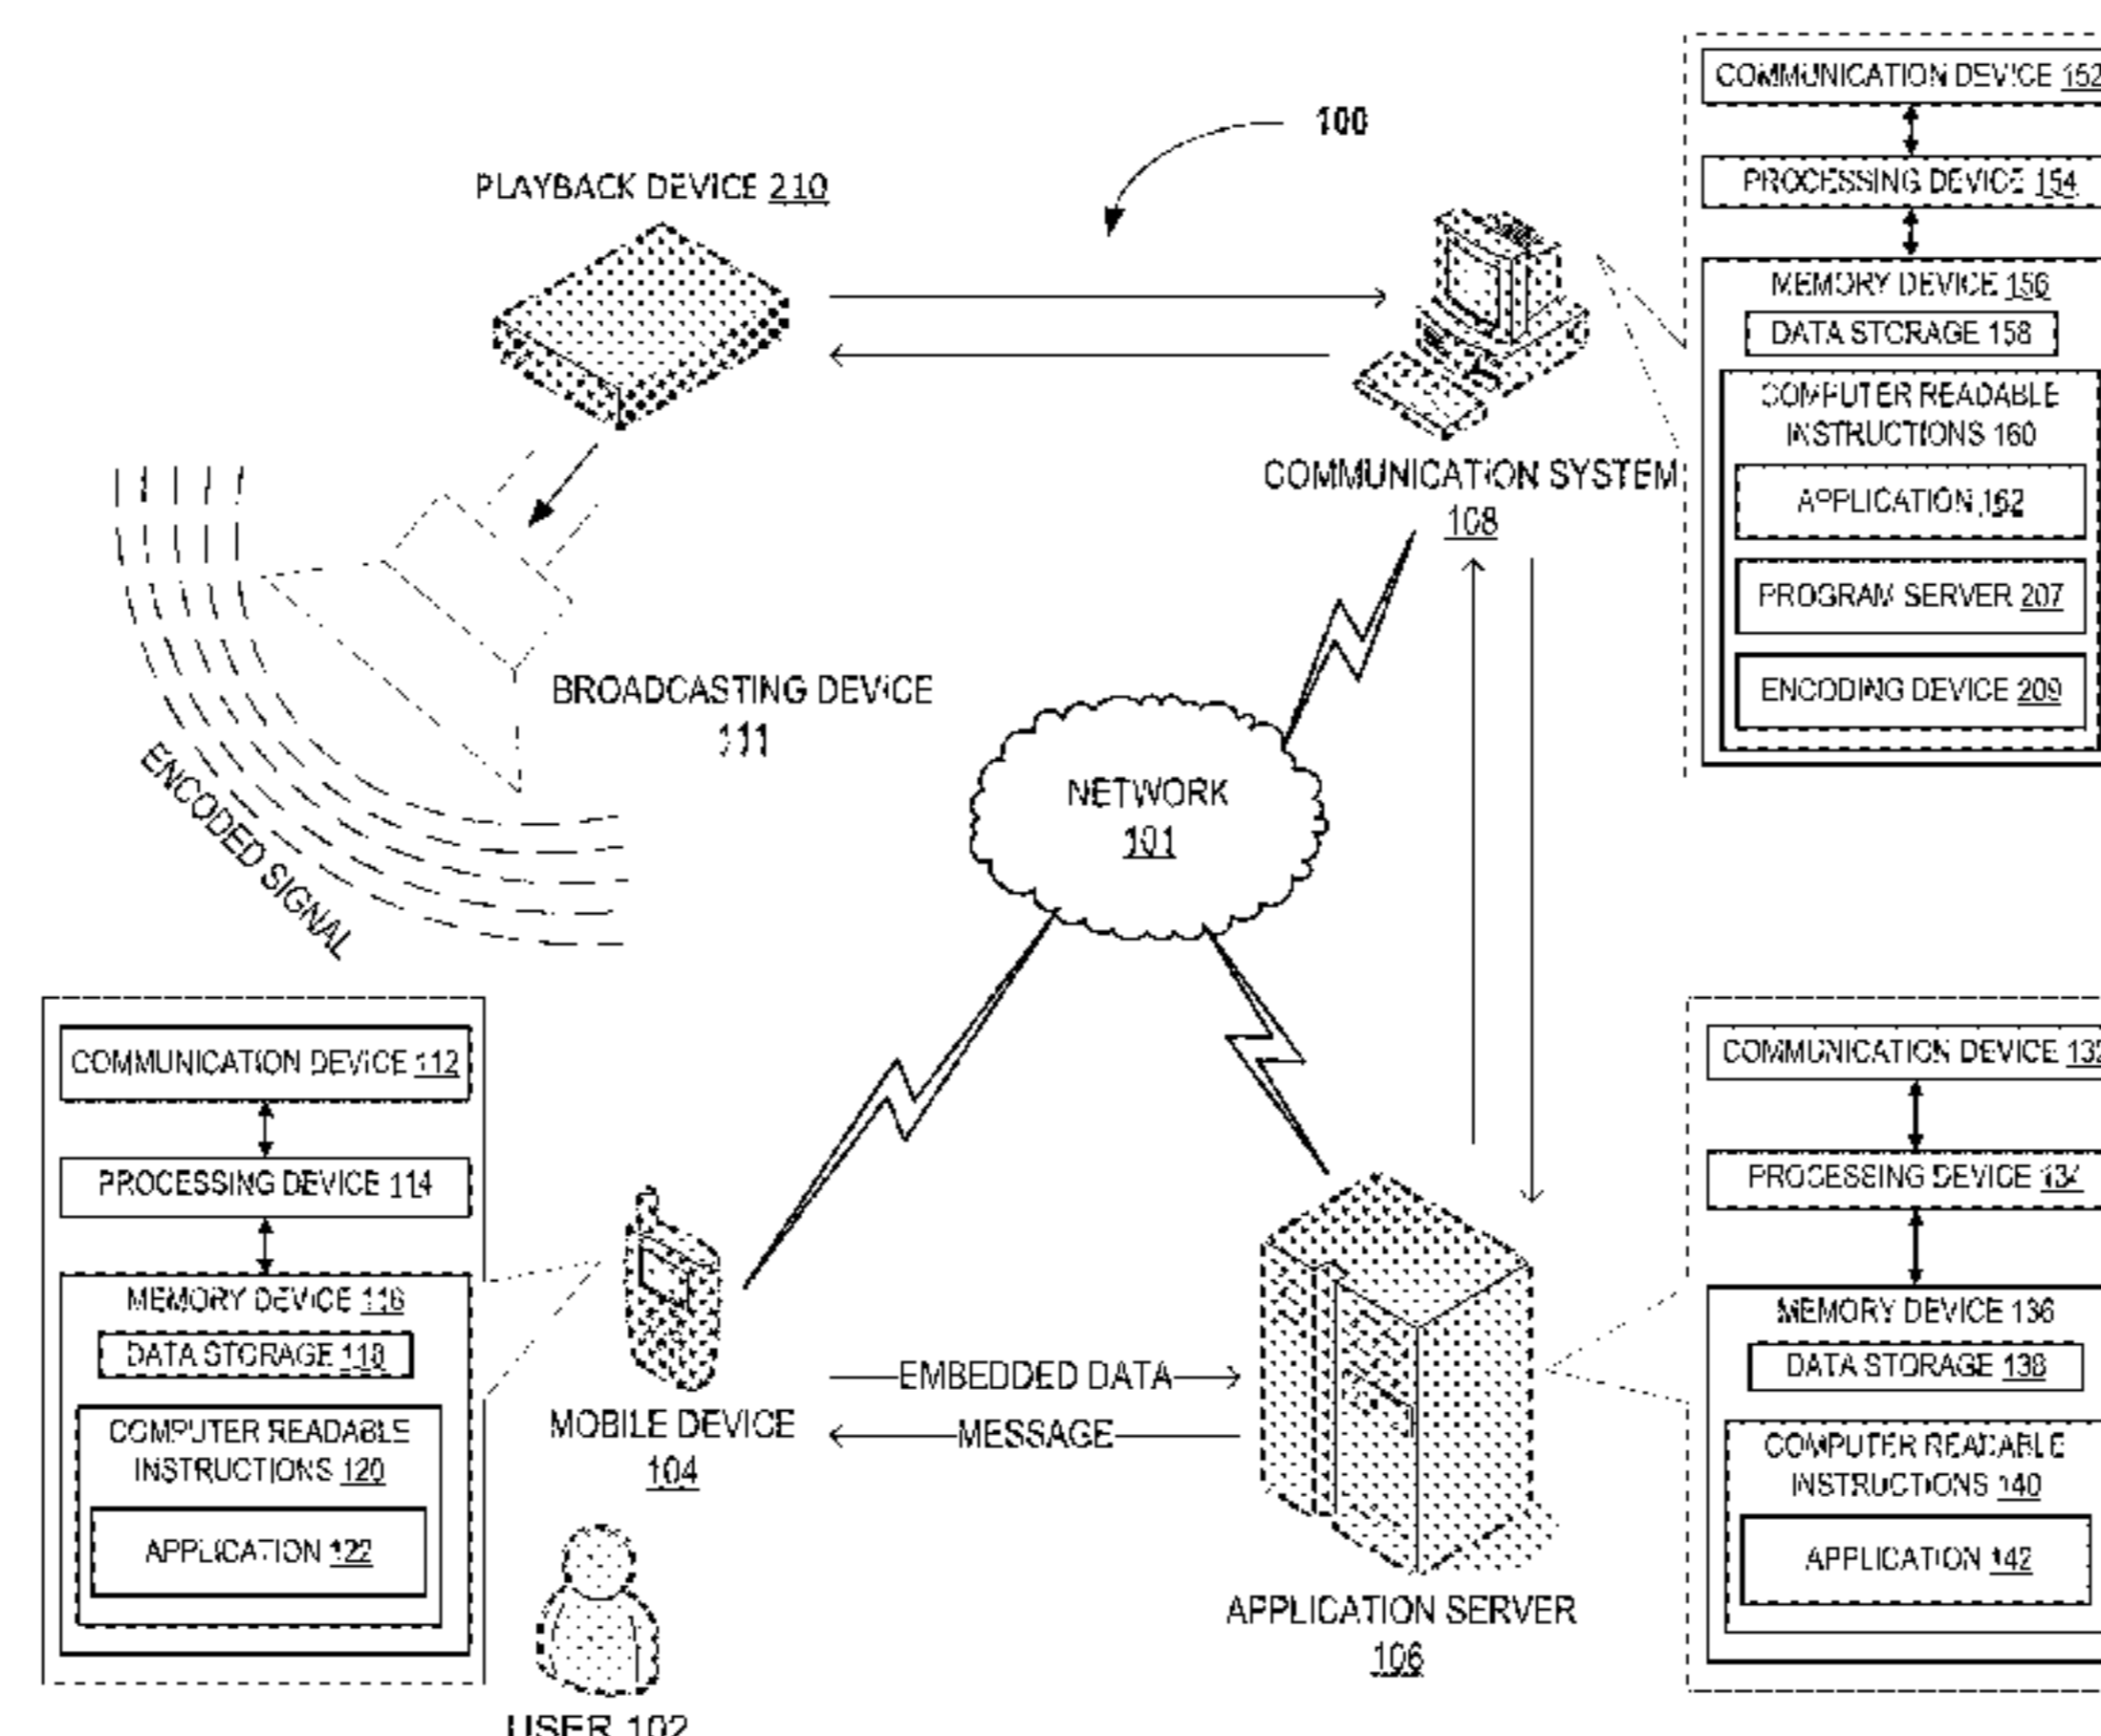 100
PLAYBACK DEVICE 210
COMMUNICATION SYSTEM
108
COMMUNICATION DEVICE 152
PROCESSING DEVICE 154
MEMORY DEVICE 156
DATA STORAGE 158
COMPUTER READABLE
INSTRUCTIONS 160
APPLICATION 162
PROGRAM SERVER 207
ENCODING DEVICE 209
BROADCASTING DEVICE
111
ENCODED SIGNAL
NETWORK
101
COMMUNICATION DEVICE 112
PROCESSING DEVICE 114
MEMORY DEVICE 116
DATA STORAGE 118
COMPUTER READABLE
INSTRUCTIONS 120
APPLICATION 122
MOBILE DEVICE
104
EMBEDDED DATA
MESSAGE
USER 102
APPLICATION SERVER
106
COMMUNICATION DEVICE 132
PROCESSING DEVICE 134
MEMORY DEVICE 136
DATA STORAGE 138
COMPUTER READABLE
INSTRUCTIONS 140
APPLICATION 142